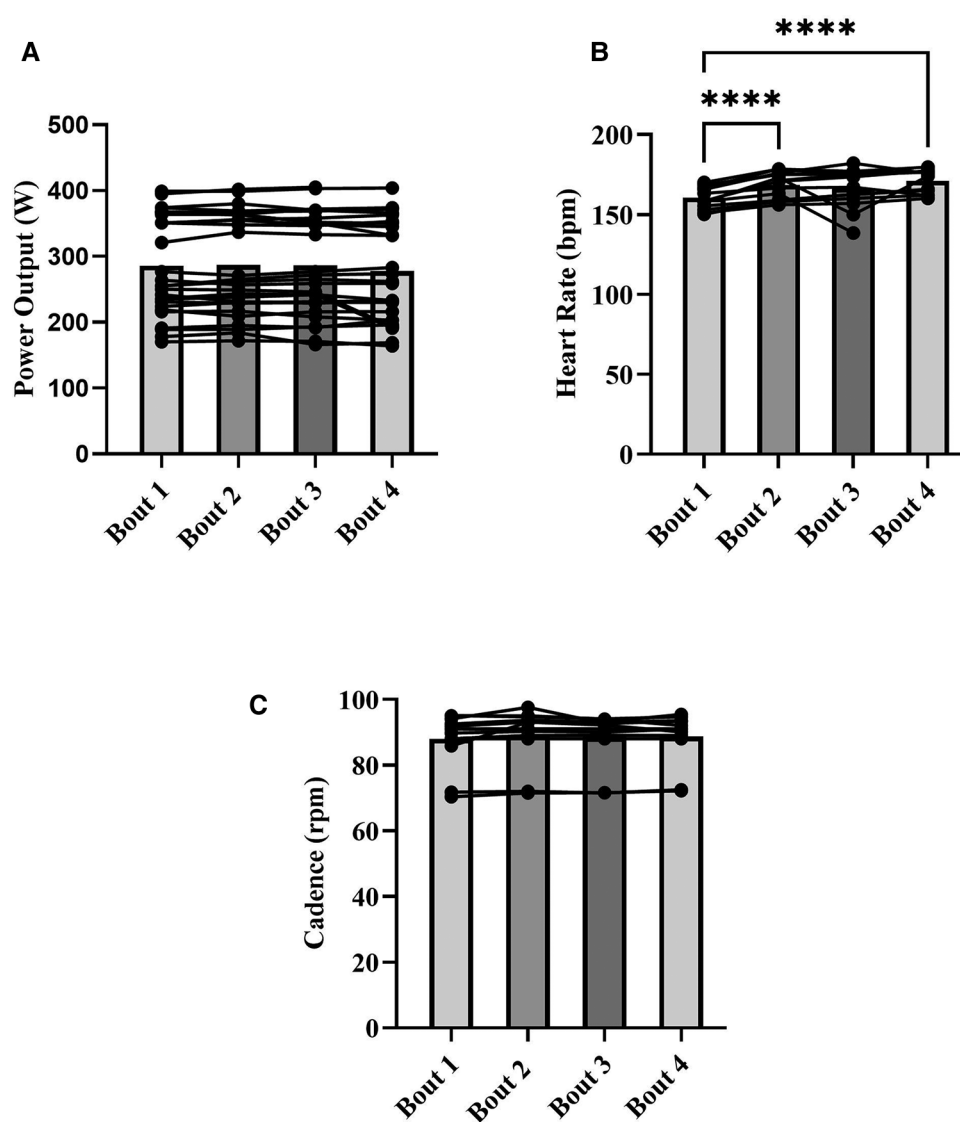 A
Power Output (W)
500
400
300
200
100
0
Bout 1
Bout 2
Bout 3
Bout 4
B
****
****
Heart Rate (bpm)
200
150
100
50
0
Bout 1
Bout 2
Bout 3
Bout 4
C
Cadence (rpm)
100
80
60
40
20
0
Bout 1
Bout 2
Bout 3
Bout 4